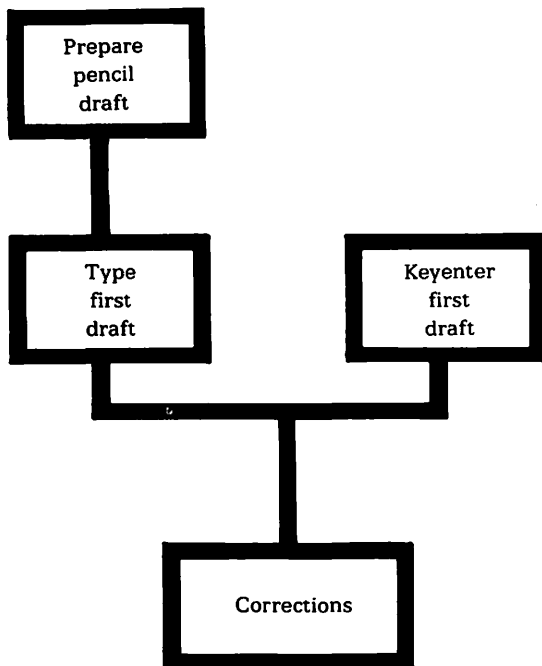 Prepare
pencil
draft
Type
first
draft
Keyenter
first
draft
Corrections